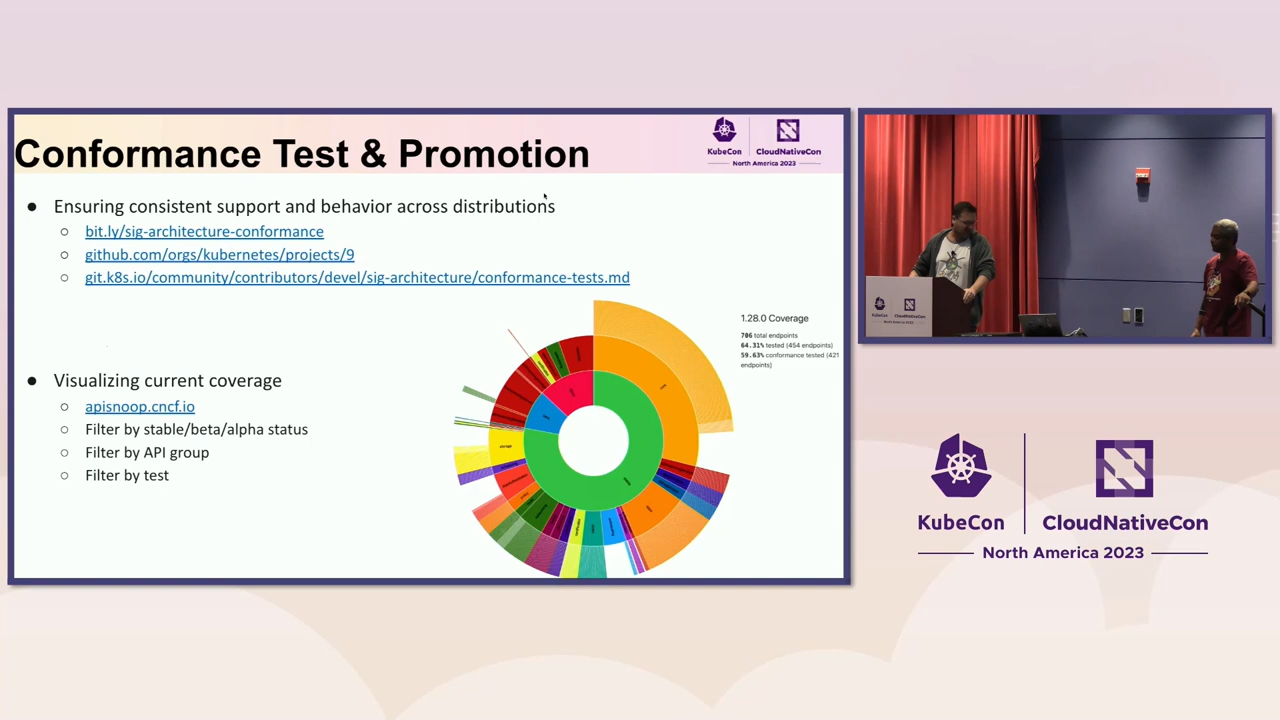 Conformance Test & Promotion
KubeCon
CloudNativeCon
North America 2023
● Ensuring consistent support and behavior across distributions
○ bit.ly/sig-architecture-conformance
○ github.com/orgs/kubernetes/projects/9
○ git.k8s.io/community/contributors/devel/sig-architecture/conformance-tests.md
1.28.0 Coverage
706 total endpoints
64.31% tested (454 endpoints)
59.63% conformance tested (421
endpoints)
● Visualizing current coverage
○ apisnoop.cncf.io
○ Filter by stable/beta/alpha status
○ Filter by API group
○ Filter by test
KubeCon
CloudNativeCon
North America 2023